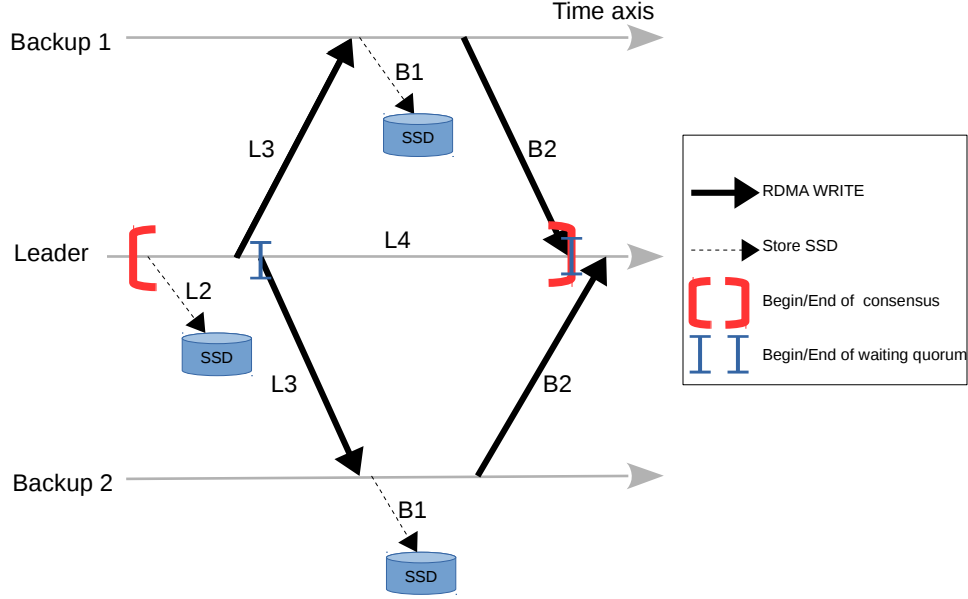 Time axis
Backup 1
B1
SSD
L3
B2
RDMA WRITE
Leader
L4
Store SSD
L2
SSD
Begin/End of consensus
Begin/End of waiting quorum
L3
B2
Backup 2
B1
SSD